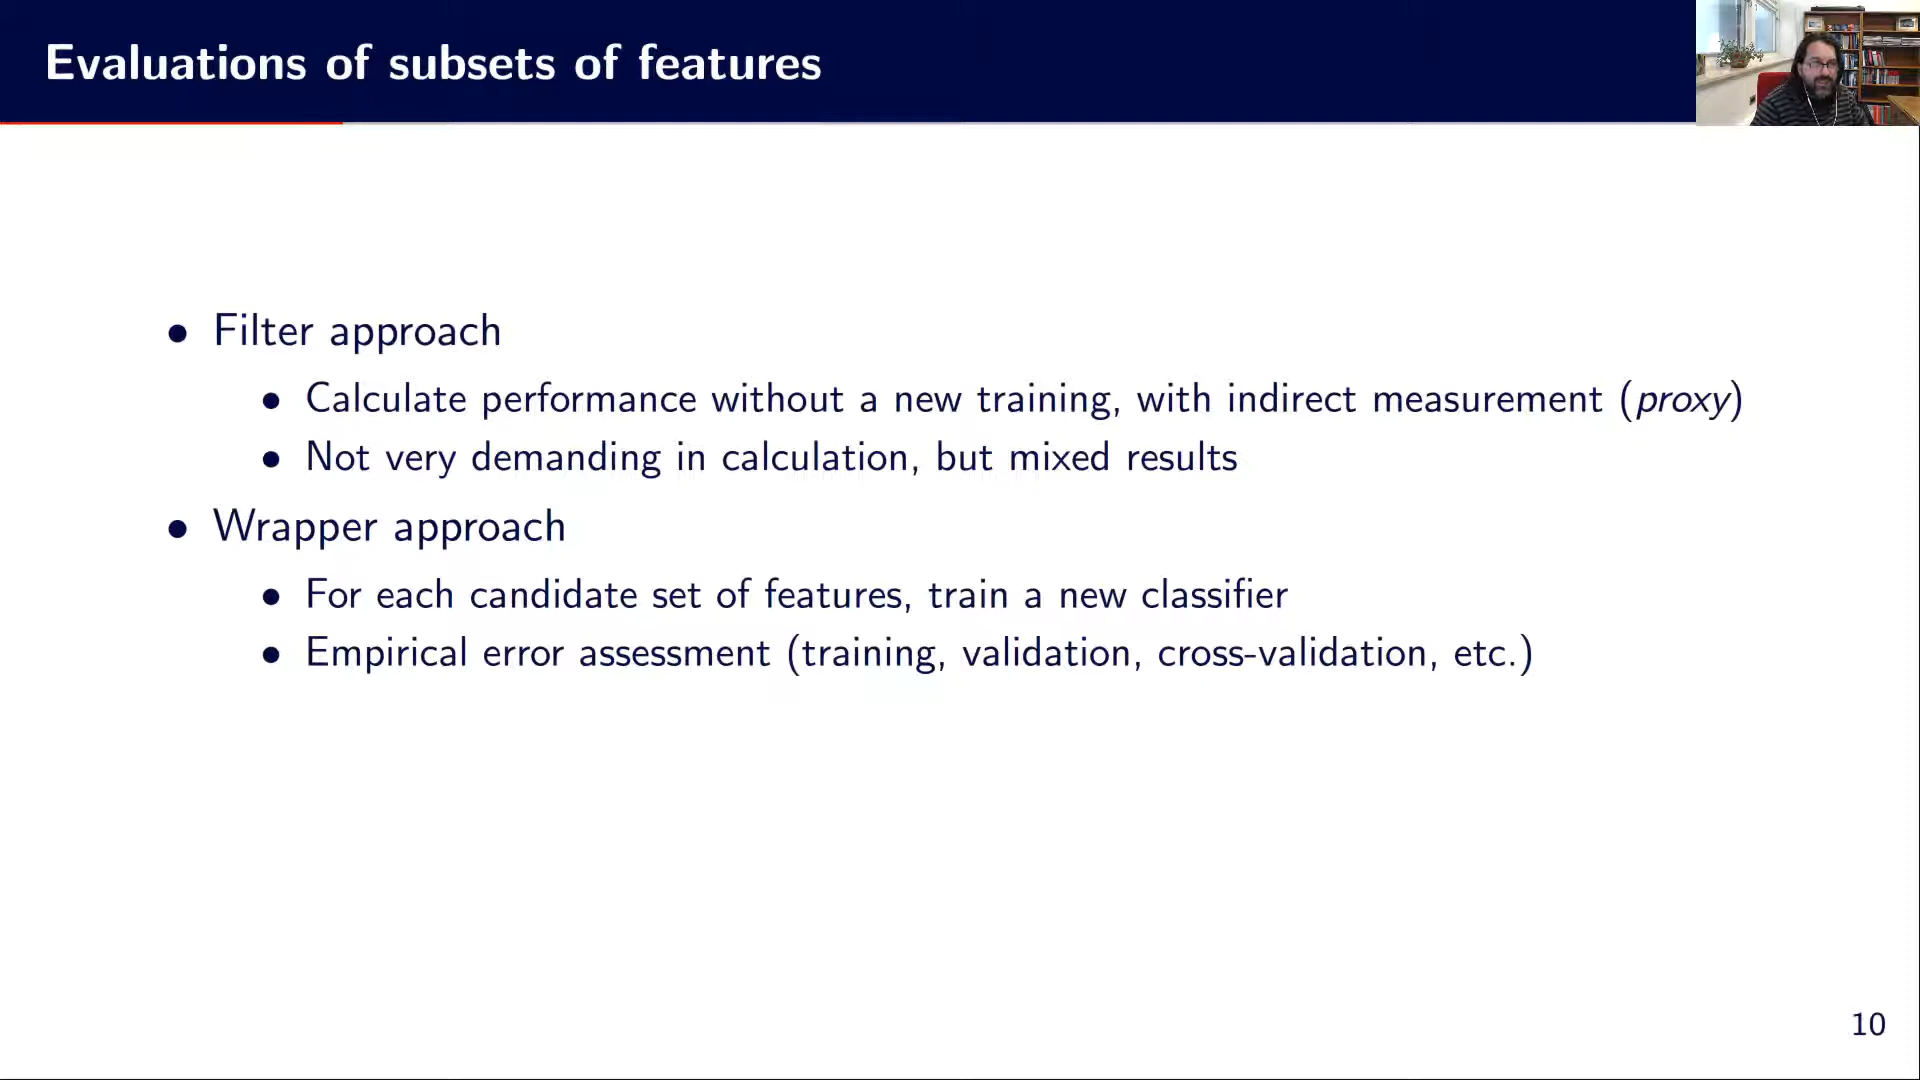 Evaluations of subsets of features
• Filter approach
• Calculate performance without a new training, with indirect measurement (proxy)
• Not very demanding in calculation, but mixed results
• Wrapper approach
• For each candidate set of features, train a new classifier
• Empirical error assessment (training, validation, cross-validation, etc.)
10